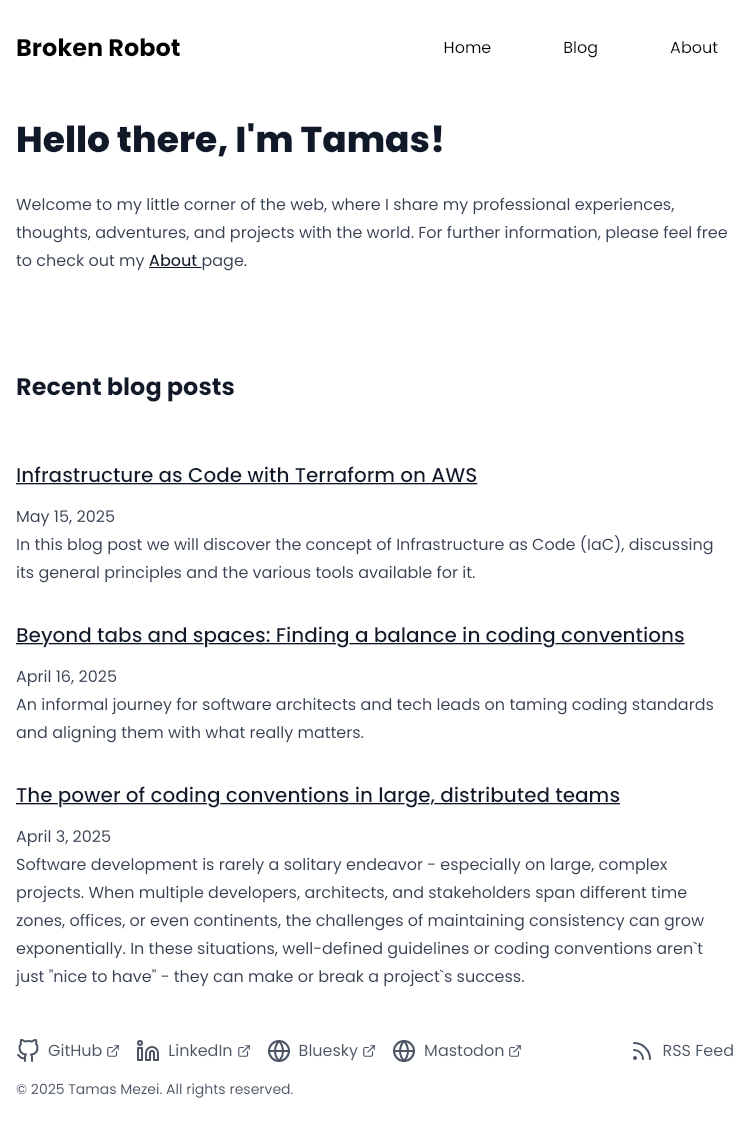 Broken Robot
Home
Blog
About
Hello there, I'm Tamas!
Welcome to my little corner of the web, where I share my professional experiences,
thoughts, adventures, and projects with the world. For further information, please feel free
to check out my About page.
Recent blog posts
Infrastructure as Code with Terraform on AWS
May 15, 2025
In this blog post we will discover the concept of Infrastructure as Code (IaC), discussing
its general principles and the various tools available for it.
Beyond tabs and spaces: Finding a balance in coding conventions
April 16, 2025
An informal journey for software architects and tech leads on taming coding standards
and aligning them with what really matters.
The power of coding conventions in large, distributed teams
April 3, 2025
Software development is rarely a solitary endeavor - especially on large, complex
projects. When multiple developers, architects, and stakeholders span different time
zones, offices, or even continents, the challenges of maintaining consistency can grow
exponentially. In these situations, well-defined guidelines or coding conventions aren`t
just "nice to have" - they can make or break a project`s success.
GitHub
LinkedIn
Bluesky
Mastodon
RSS Feed
© 2025 Tamas Mezei. All rights reserved.